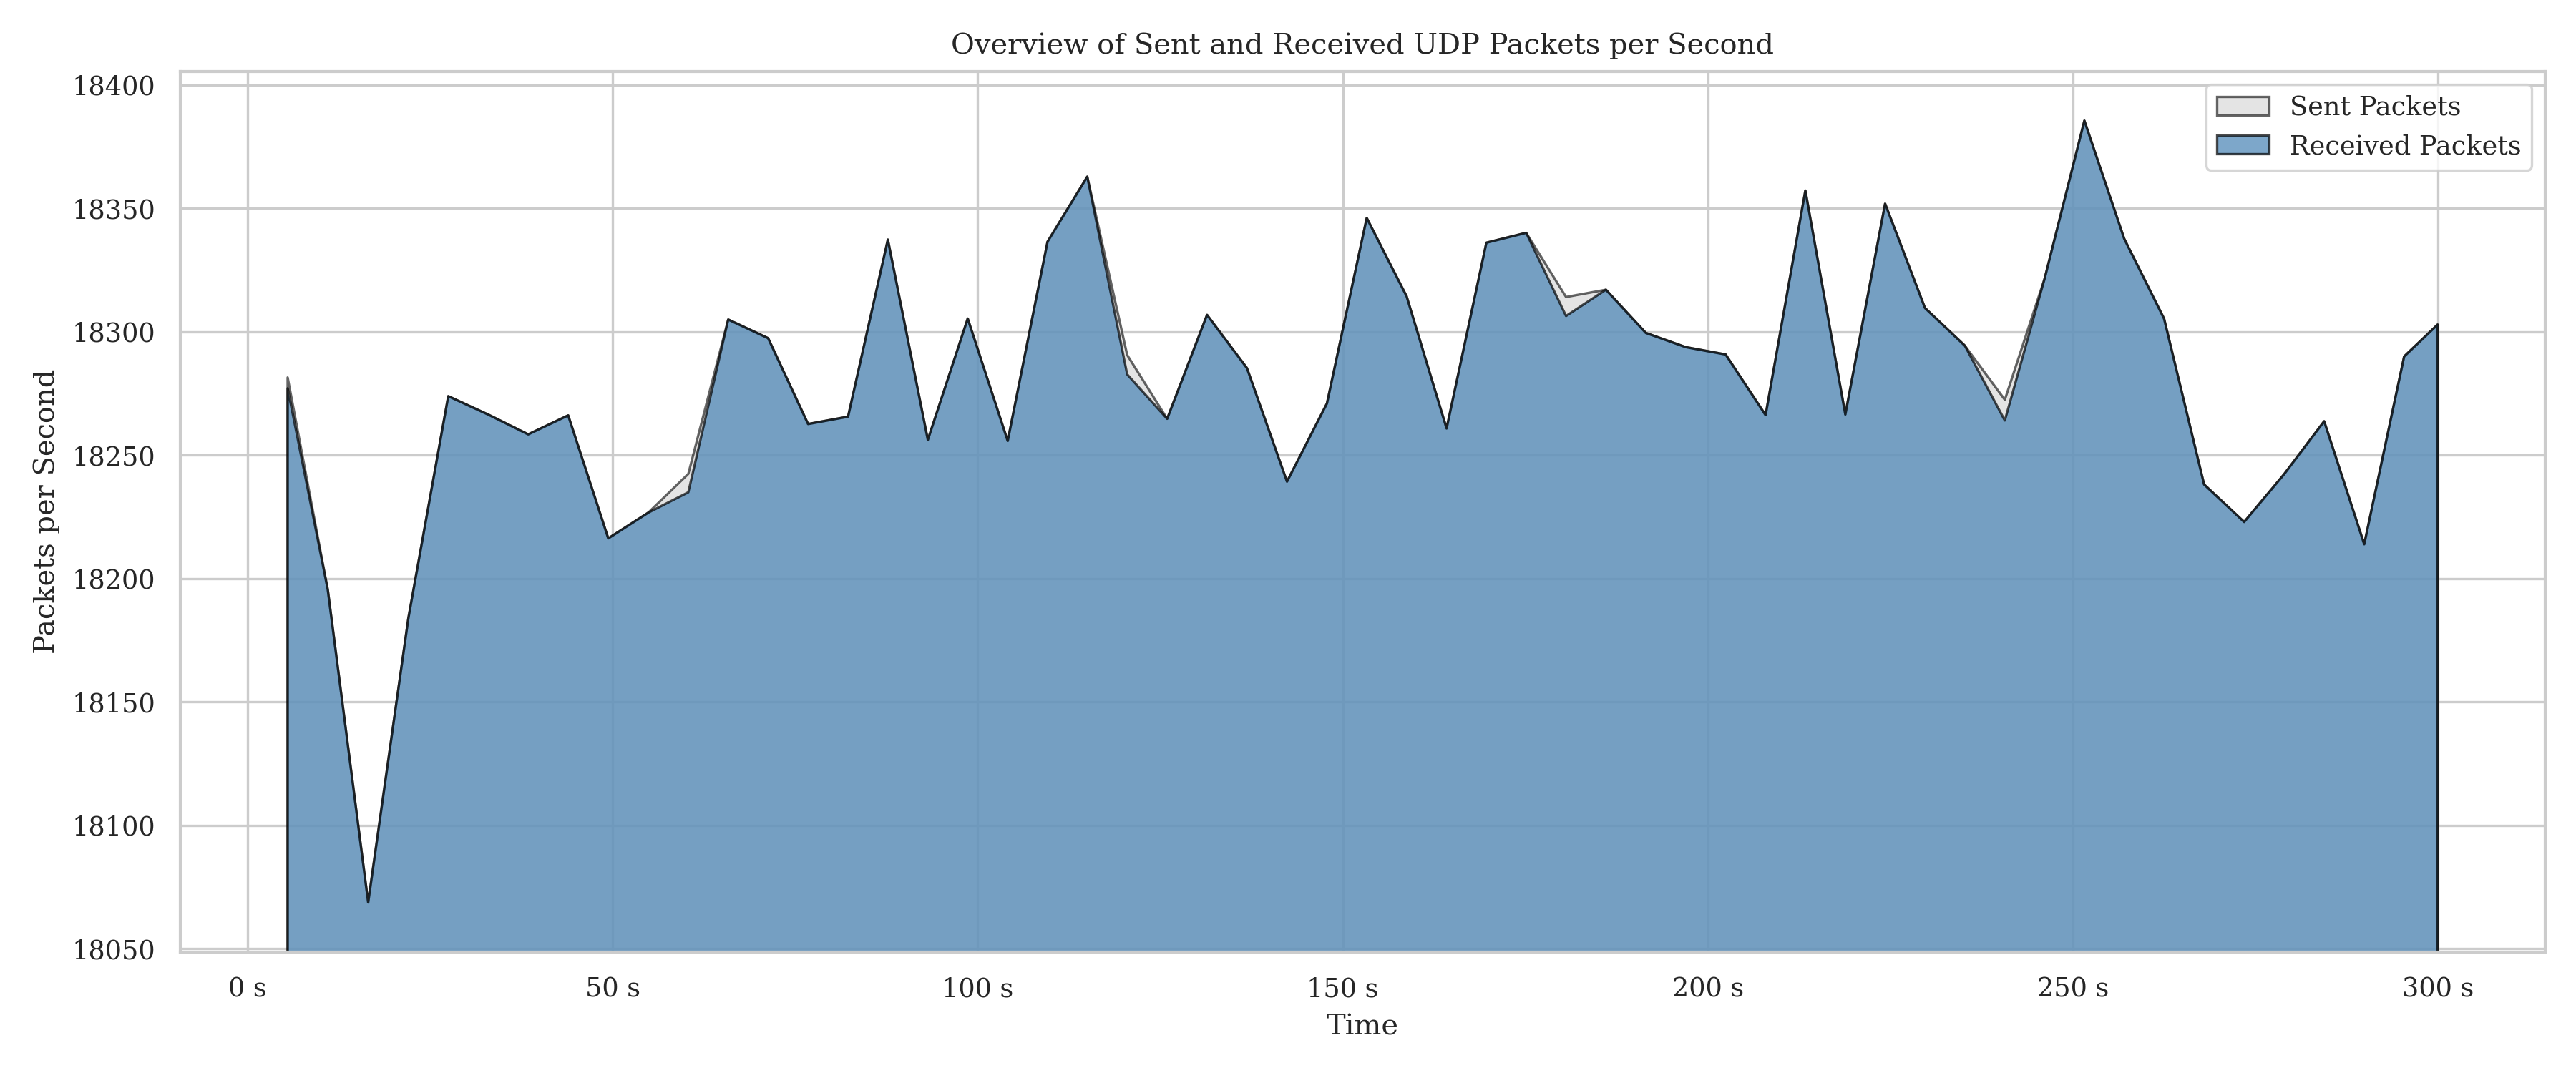 Overview of Sent and Received UDP Packets per Second
Sent Packets
Received Packets
Packets per Second
18400
18350
18300
18250
18200
18150
18100
18050
0 s
50 s
100 s
150 s
200 s
250 s
300 s
Time